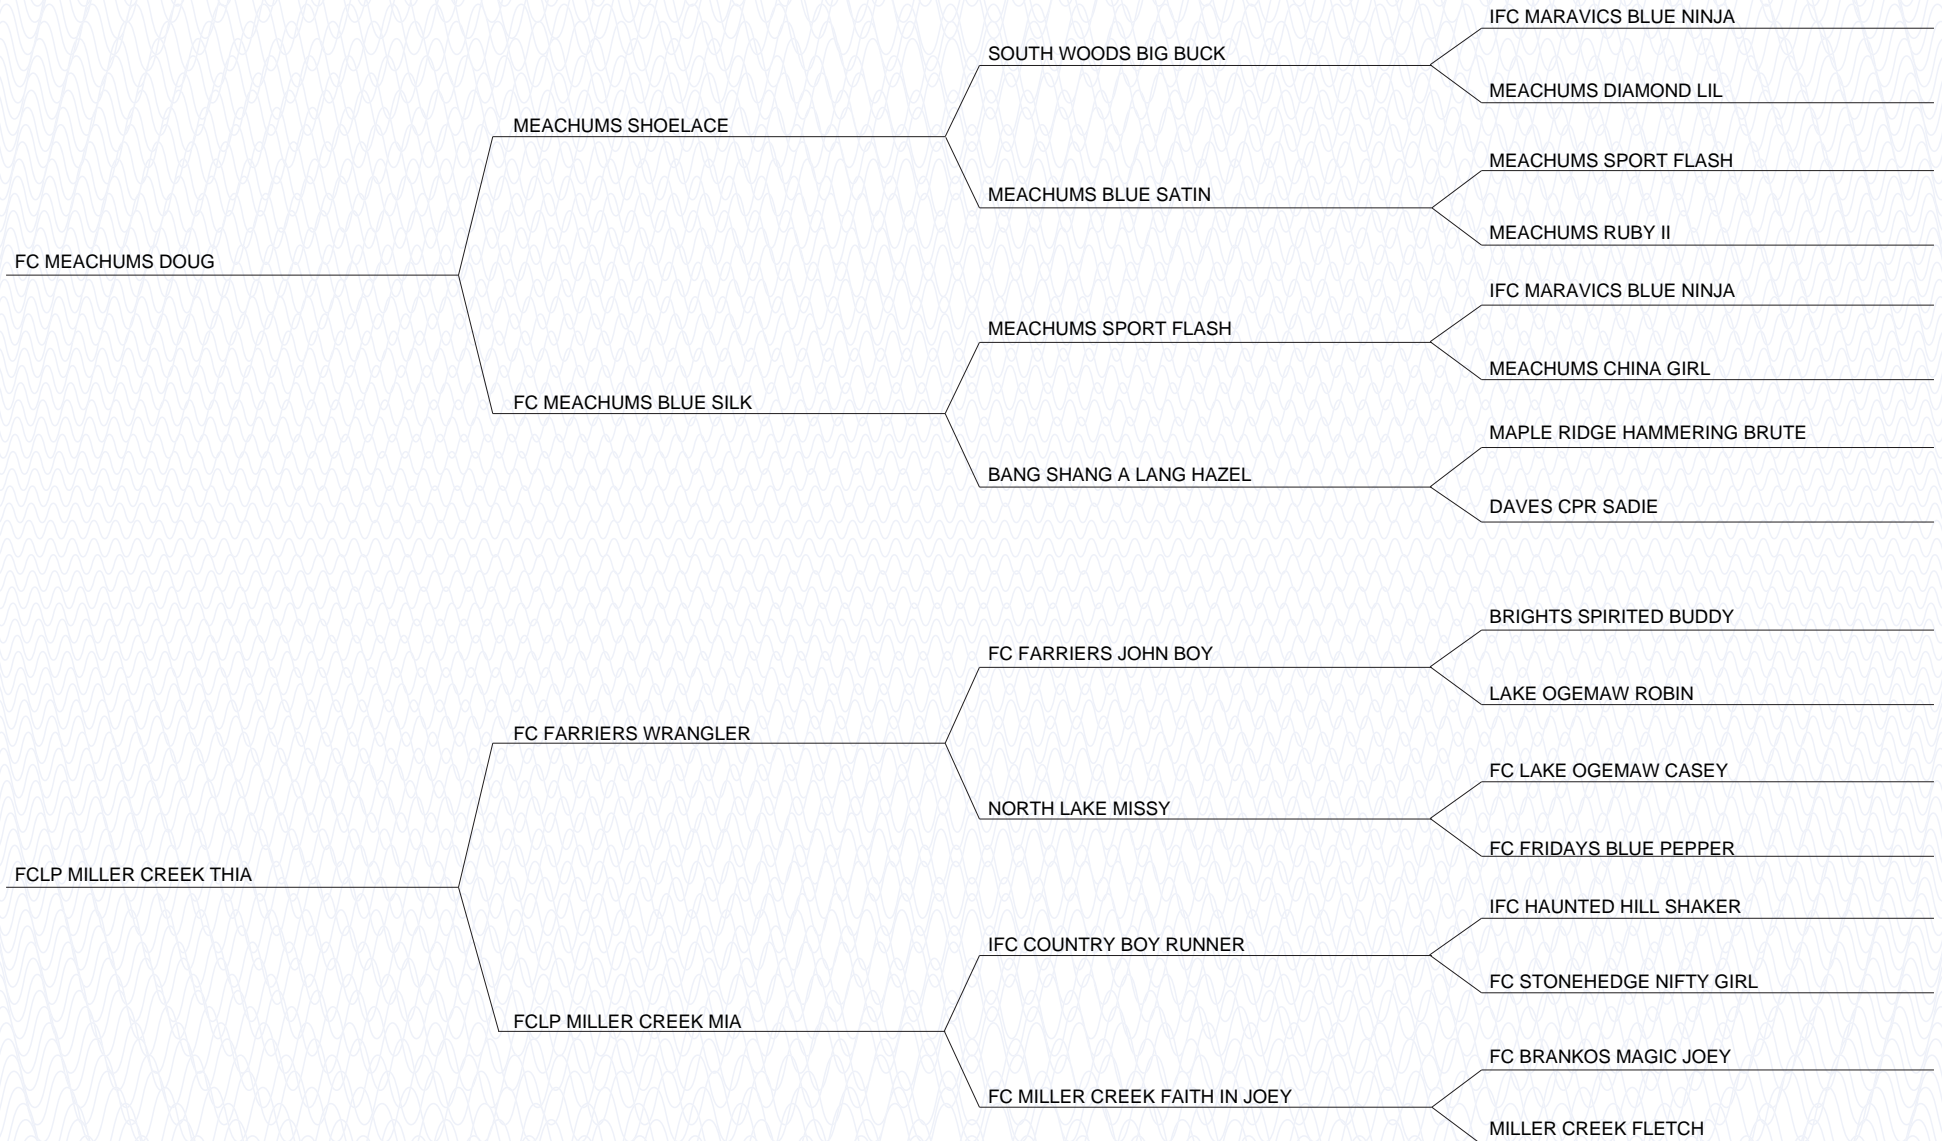 IFC MARAVICS BLUE NINJA
SOUTH WOODS BIG BUCK
MEACHUMS DIAMOND LIL
MEACHUMS SHOELACE
MEACHUMS SPORT FLASH
MEACHUMS BLUE SATIN
MEACHUMS RUBY II
FC MEACHUMS DOUG
IFC MARAVICS BLUE NINJA
MEACHUMS SPORT FLASH
MEACHUMS CHINA GIRL
FC MEACHUMS BLUE SILK
MAPLE RIDGE HAMMERING BRUTE
BANG SHANG A LANG HAZEL
DAVES CPR SADIE
BRIGHTS SPIRITED BUDDY
FC FARRIERS JOHN BOY
LAKE OGEMAW ROBIN
FC FARRIERS WRANGLER
FC LAKE OGEMAW CASEY
NORTH LAKE MISSY
FC FRIDAYS BLUE PEPPER
FCLP MILLER CREEK THIA
IFC HAUNTED HILL SHAKER
IFC COUNTRY BOY RUNNER
FC STONEHEDGE NIFTY GIRL
FCLP MILLER CREEK MIA
FC BRANKOS MAGIC JOEY
FC MILLER CREEK FAITH IN JOEY
MILLER CREEK FLETCH